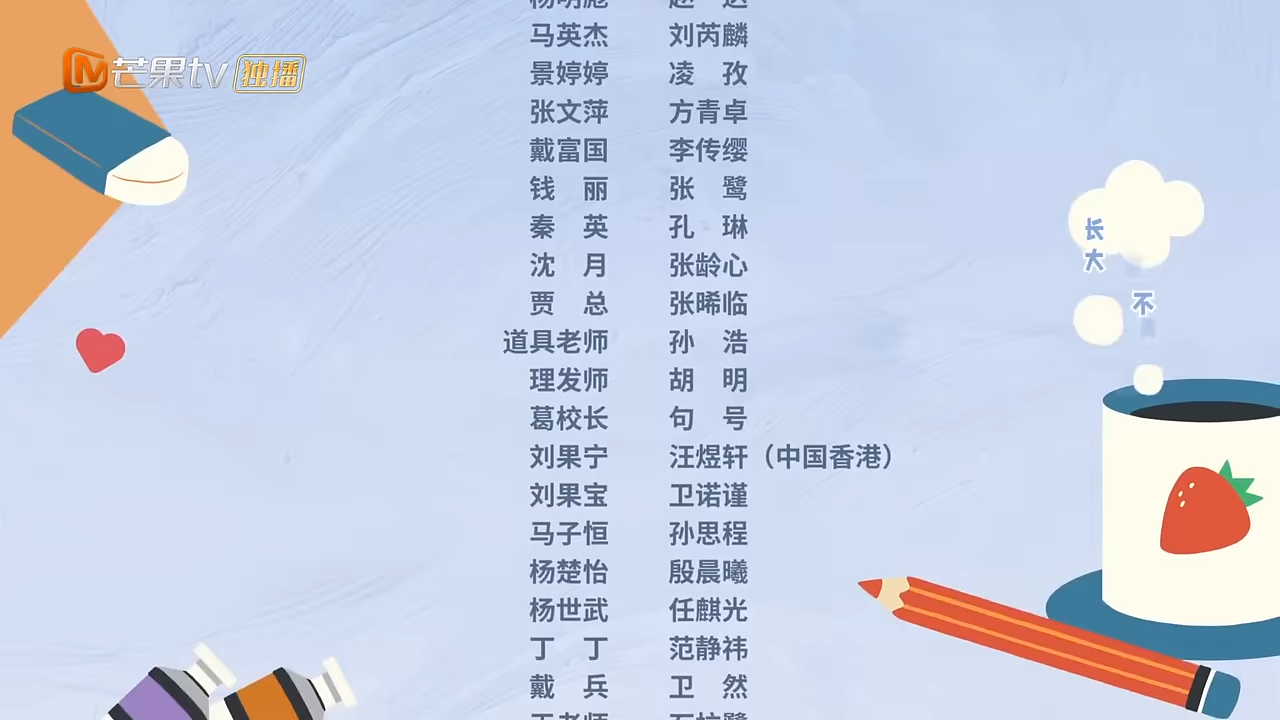 芒果tv 独播
马英杰 刘芮麟
景婷婷 凌 孜
张文萍 方青卓
戴富国 李传缨
钱 丽 张 鹭
秦 英 孔 琳
沈 月 张龄心
贾 总 张晞临
道具老师 孙 浩
理发师 胡 明
葛校长 句 号
刘果宁 汪煜轩（中国香港）
刘果宝 卫诺谨
马子恒 孙思程
杨楚怡 殷晨曦
杨世武 任麒光
丁 丁 范静祎
戴 兵 卫 然
长大
不